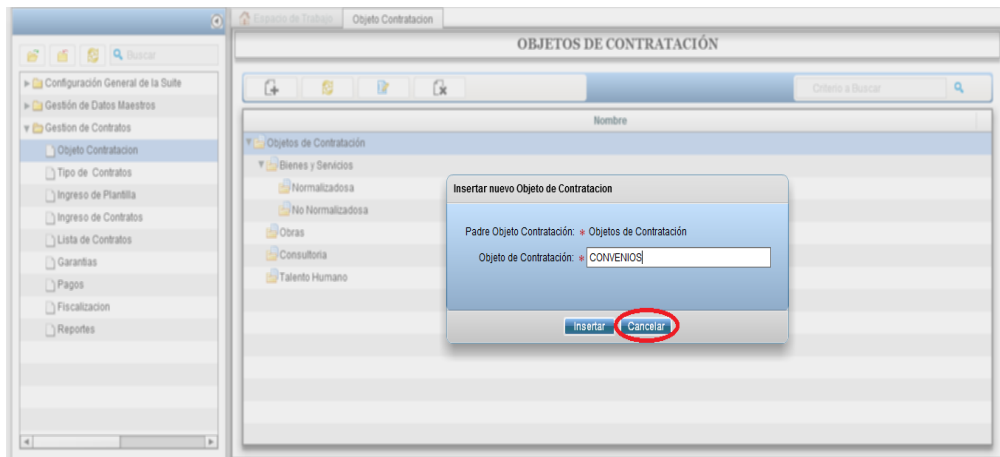 Espacio de Trabajo
Objeto Contratacion
OBJETOS DE CONTRATACIÓN
Buscar
Criterio a Buscar
Configuración General de la Suite
Gestión de Datos Maestros
Gestion de Contratos
Objeto Contratacion
Tipo de Contratos
Ingreso de Plantilla
Ingreso de Contratos
Lista de Contratos
Garantias
Pagos
Fiscalizacion
Reportes
Nombre
Objetos de Contratación
Bienes y Servicios
Normalizadosa
No Normalizadosa
Obras
Consultoria
Talento Humano
Insertar nuevo Objeto de Contratacion
Padre Objeto Contratación: * Objetos de Contratación
Objeto de Contratación: * CONVENIOS
Insertar Cancelar